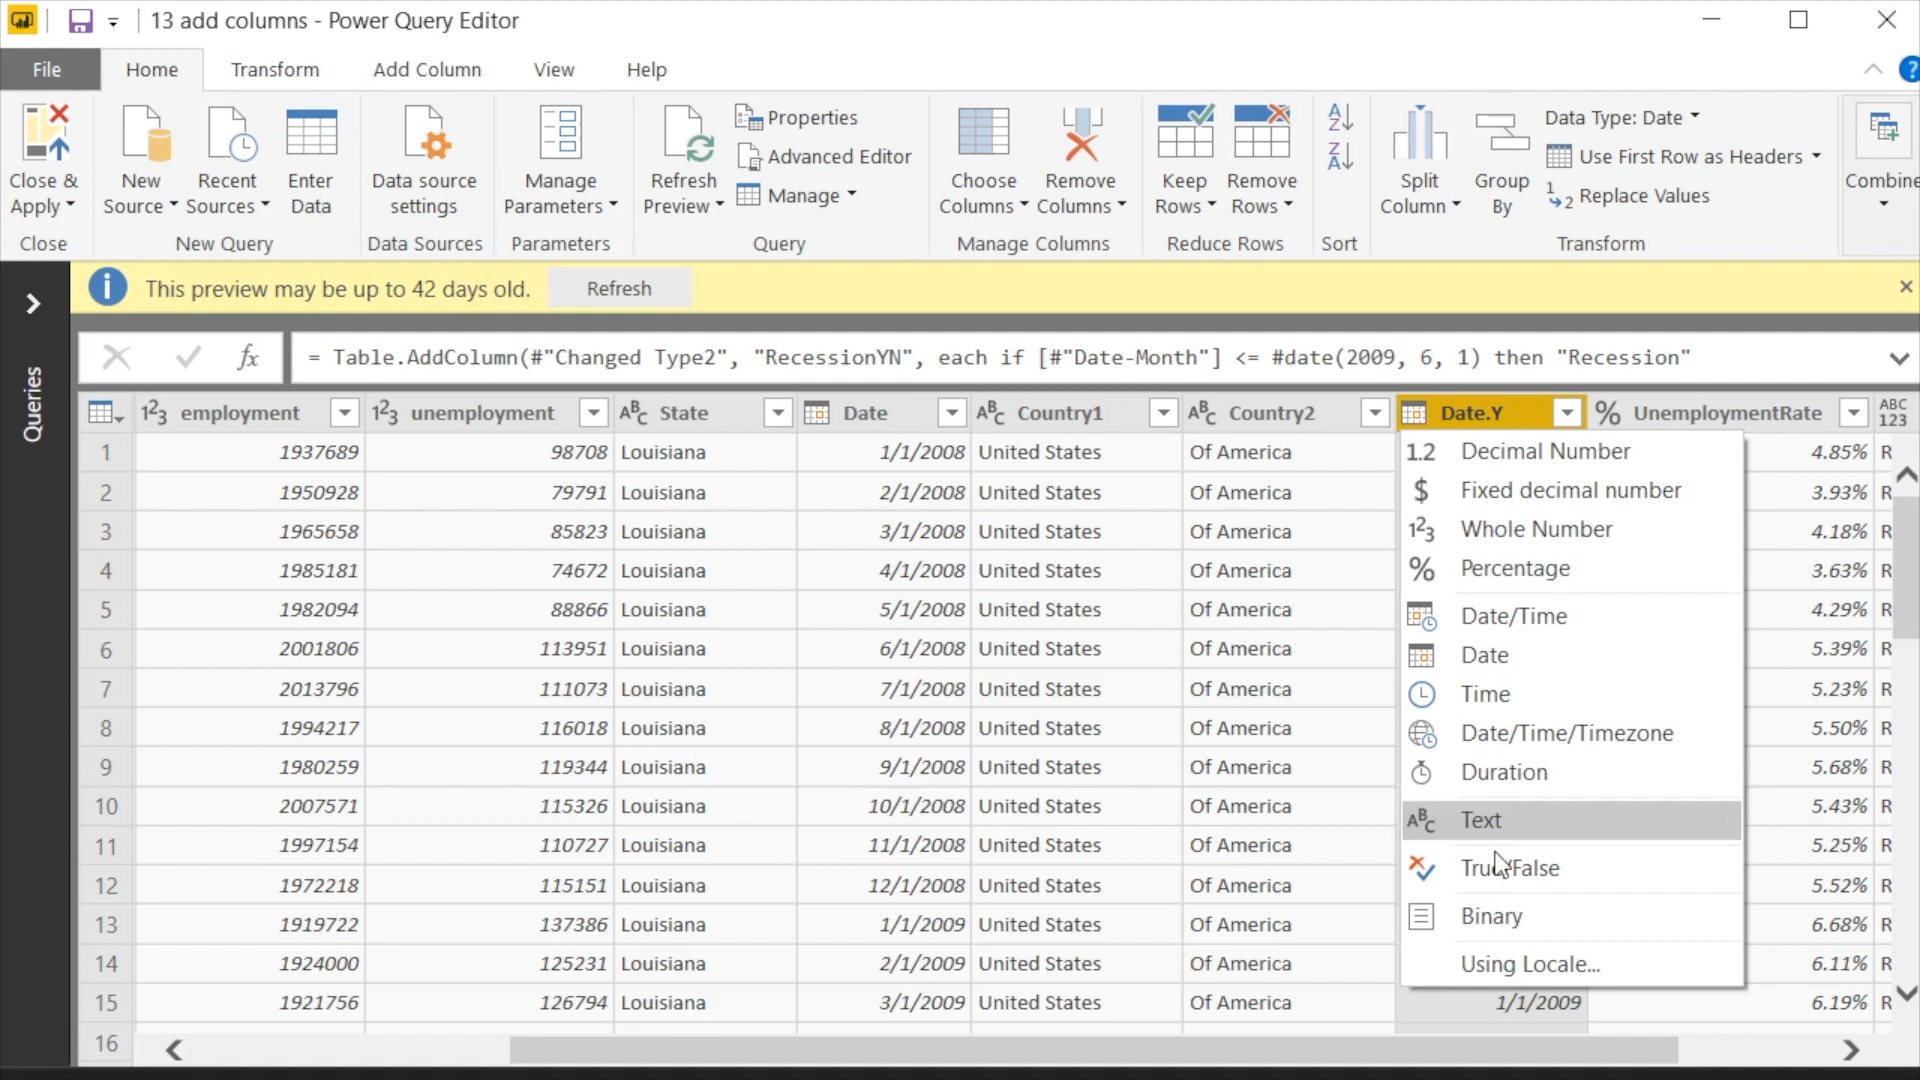 13 add columns - Power Query Editor
File Home Transform Add Column View Help
Close & Apply
New Source
Recent Sources
Enter Data
Data source settings
Manage Parameters
Refresh Preview
Properties
Advanced Editor
Manage
Choose Columns
Remove Columns
Keep Rows
Remove Rows
Split Column
Group By
Data Type: Date
Use First Row as Headers
Replace Values
Combine
Close New Query Data Sources Parameters Query Manage Columns Reduce Rows Sort Transform
This preview may be up to 42 days old. Refresh
Queries
fx = Table.AddColumn(#"Changed Type2", "RecessionYN", each if [#"Date-Month"] <= #date(2009, 6, 1) then "Recession"
employment unemployment State Date Country1 Country2 Date.Y UnemploymentRate
1 1937689 98708 Louisiana 1/1/2008 United States Of America 4.85% R
2 1950928 79791 Louisiana 2/1/2008 United States Of America 3.93% R
3 1965658 85823 Louisiana 3/1/2008 United States Of America 4.18% R
4 1985181 74672 Louisiana 4/1/2008 United States Of America 3.63% R
5 1982094 88866 Louisiana 5/1/2008 United States Of America 4.29% R
6 2001806 113951 Louisiana 6/1/2008 United States Of America 5.39% R
7 2013796 111073 Louisiana 7/1/2008 United States Of America 5.23% R
8 1994217 116018 Louisiana 8/1/2008 United States Of America 5.50% R
9 1980259 119344 Louisiana 9/1/2008 United States Of America 5.68% R
10 2007571 115326 Louisiana 10/1/2008 United States Of America 5.43% R
11 1997154 110727 Louisiana 11/1/2008 United States Of America 5.25% R
12 1972218 115151 Louisiana 12/1/2008 United States Of America 5.52% R
13 1919722 137386 Louisiana 1/1/2009 United States Of America 6.68% R
14 1924000 125231 Louisiana 2/1/2009 United States Of America 6.11% R
15 1921756 126794 Louisiana 3/1/2009 United States Of America 1/1/2009 6.19% R
16
1.2 Decimal Number
$ Fixed decimal number
123 Whole Number
% Percentage
Date/Time
Date
Time
Date/Time/Timezone
Duration
ABC Text
True/False
Binary
Using Locale...